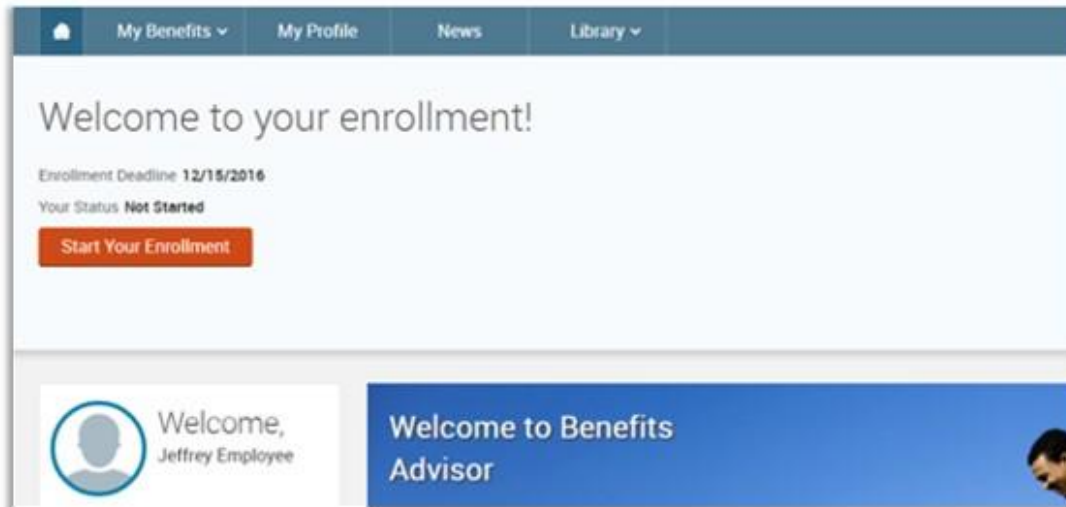 My Benefits My Profile News Library
Welcome to your enrollment!
Enrollment Deadline 12/15/2016
Your Status Not Started
Start Your Enrollment
Welcome,
Jeffrey Employee
Welcome to Benefits
Advisor